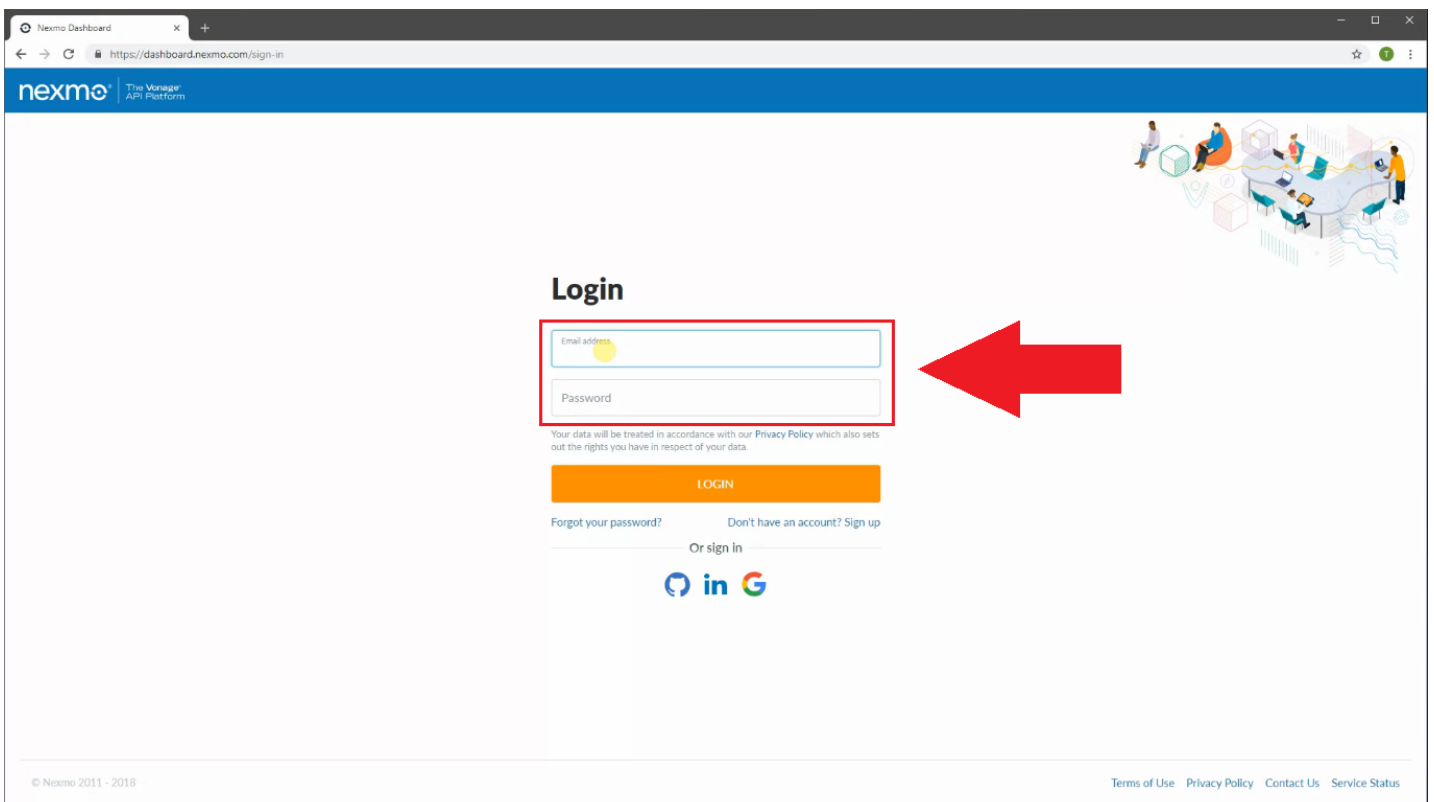 Nexmo Dashboard
https://dashboard.nexmo.com/sign-in
T
nexmo
The Vonage®
API Platform
Login
Email address
Password
Your data will be treated in accordance with our Privacy Policy which also sets
out the rights you have in respect of your data.
LOGIN
Forgot your password? Don't have an account? Sign up
Or sign in
in G
© Nexmo 2011 - 2018
Terms of Use Privacy Policy Contact Us Service Status